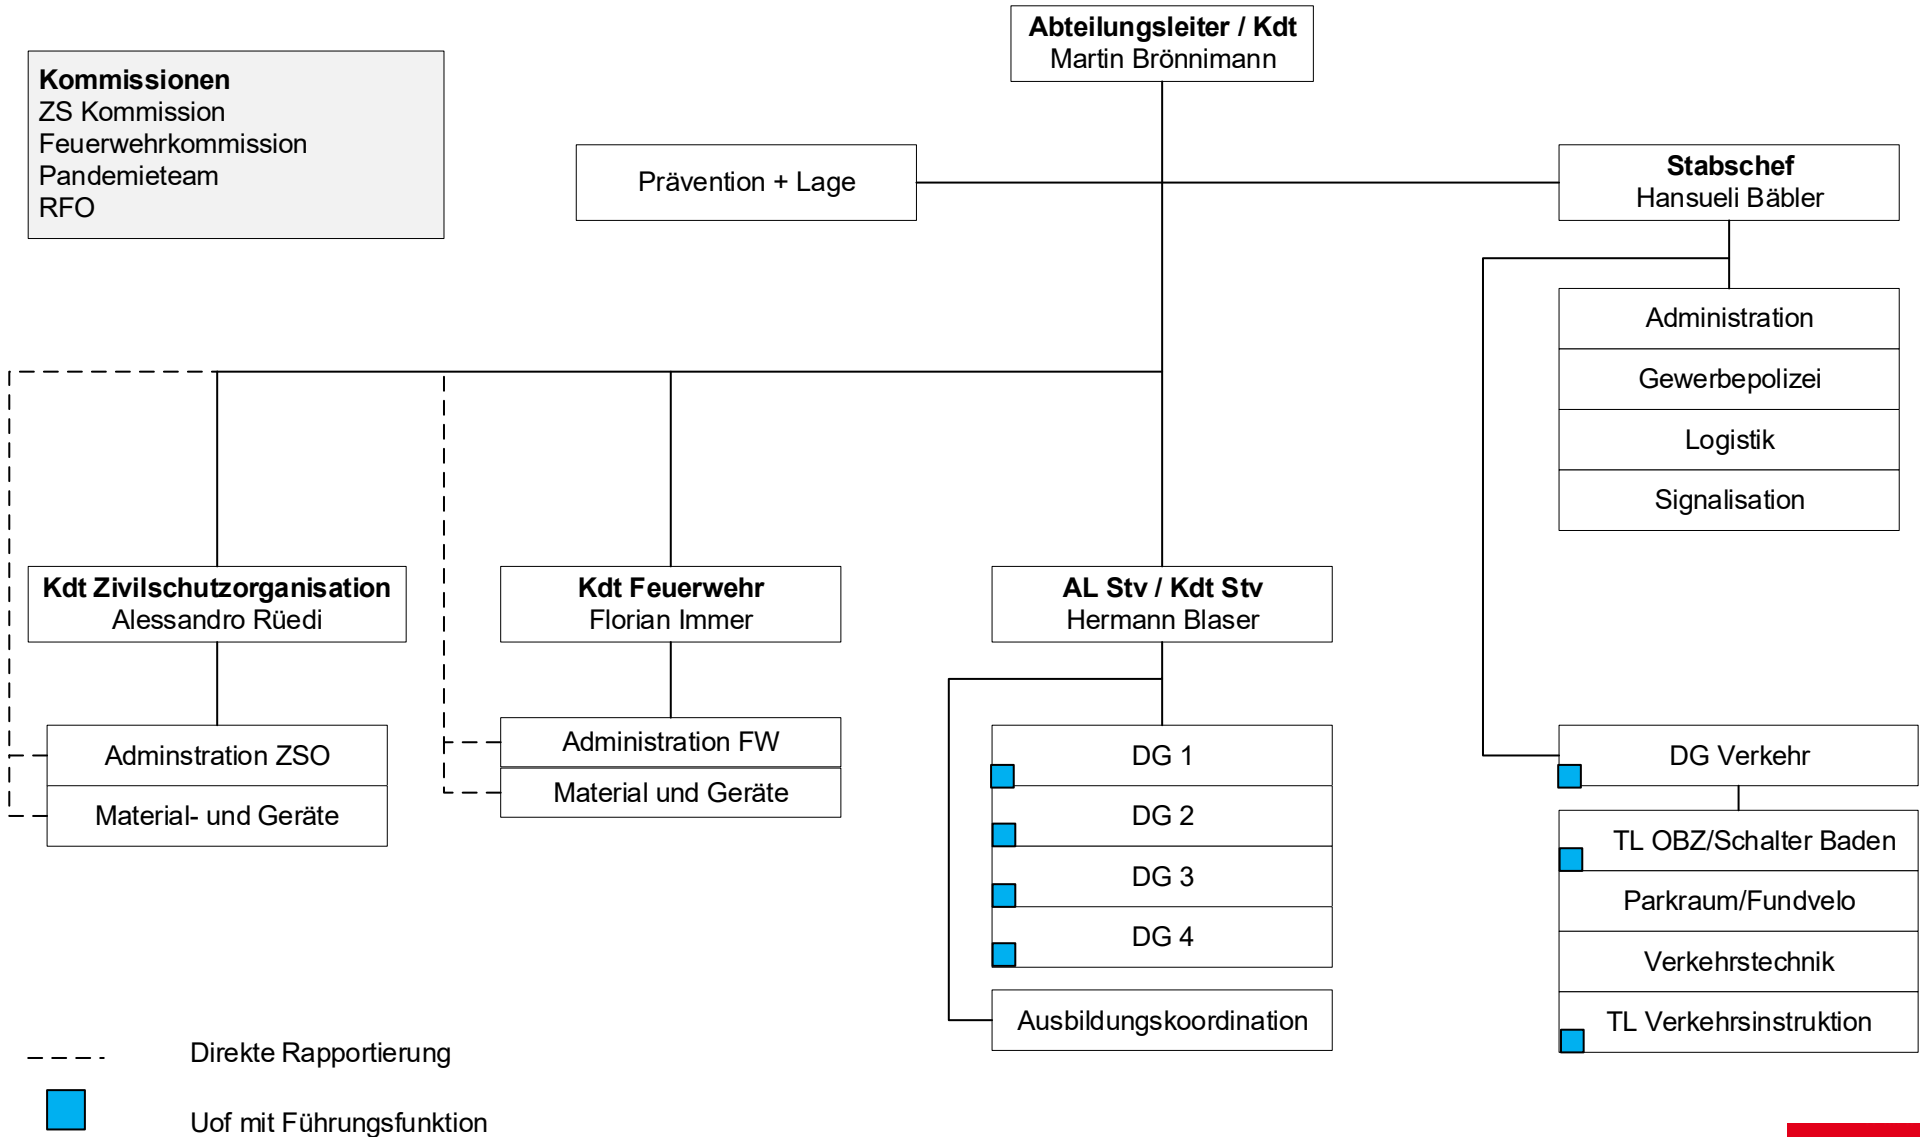 Abteilungsleiter / Kdt
Martin Brönnimann
Kommissionen
ZS Kommission
Feuerwehrkommission
Pandemieteam
RFO
Prävention + Lage
Stabschef
Hansueli Bäbler
Administration
Gewerbepolizei
Logistik
Signalisation
Kdt Zivilschutzorganisation
Alessandro Rüedi
Kdt Feuerwehr
Florian Immer
AL Stv / Kdt Stv
Hermann Blaser
Adminstration ZSO
Material- und Geräte
Administration FW
Material und Geräte
DG 1
DG 2
DG 3
DG 4
Ausbildungskoordination
DG Verkehr
TL OBZ/Schalter Baden
Parkraum/Fundvelo
Verkehrstechnik
TL Verkehrsinstruktion
Direkte Rapportierung
Uof mit Führungsfunktion